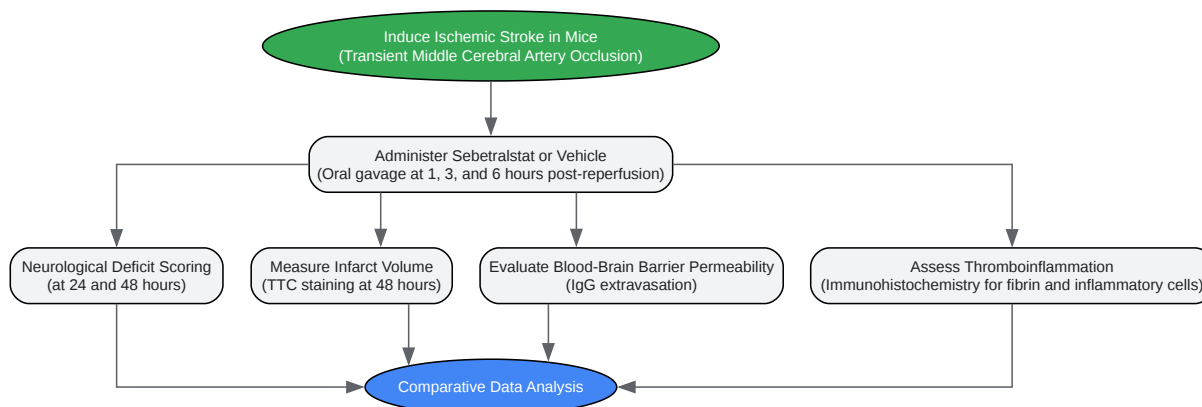 Induce Ischemic Stroke in Mice
(Transient Middle Cerebral Artery Occlusion)
Administer Sebetralstat or Vehicle
(Oral gavage at 1, 3, and 6 hours post-reperfusion)
Neurological Deficit Scoring
(at 24 and 48 hours)
Measure Infarct Volume
(TTC staining at 48 hours)
Evaluate Blood-Brain Barrier Permeability
(IgG extravasation)
Assess Thromboinflammation
(Immunohistochemistry for fibrin and inflammatory cells)
Comparative Data Analysis